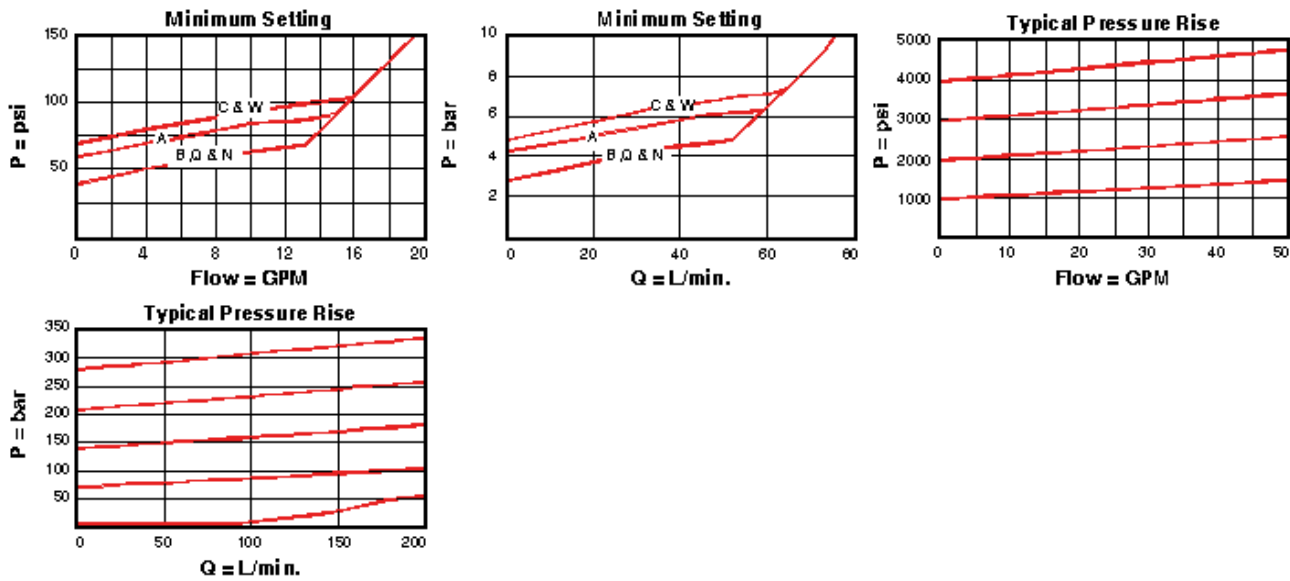 Minimum Setting
150
100
50
P = psi
C & W
A
B,Q & N
0 4 8 12 16 20
Flow = GPM
Minimum Setting
10
8
6
4
2
P = bar
C & W
A
B,Q & N
0 20 40 60 80
Q = L/min.
Typical Pressure Rise
5000
4000
3000
2000
1000
P = psi
0 10 20 30 40 50
Flow = GPM
Typical Pressure Rise
350
300
250
200
150
100
50
P = bar
0 50 100 150 200
Q = L/min.